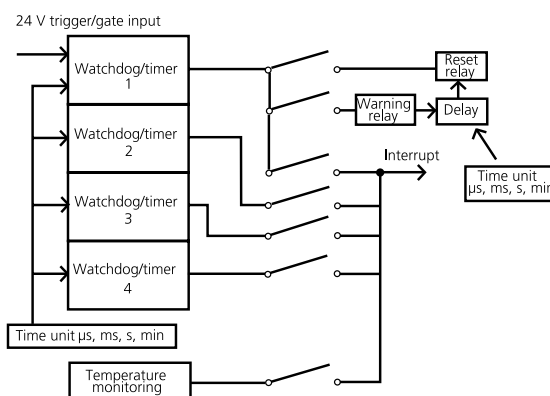 24 V trigger/gate input
Watchdog/timer
1
Watchdog/timer
2
Watchdog/timer
3
Watchdog/timer
4
Time unit µs, ms, s, min
Temperature
monitoring
Reset
relay
Warning
relay
Delay
Interrupt
Time unit
µs, ms, s, min